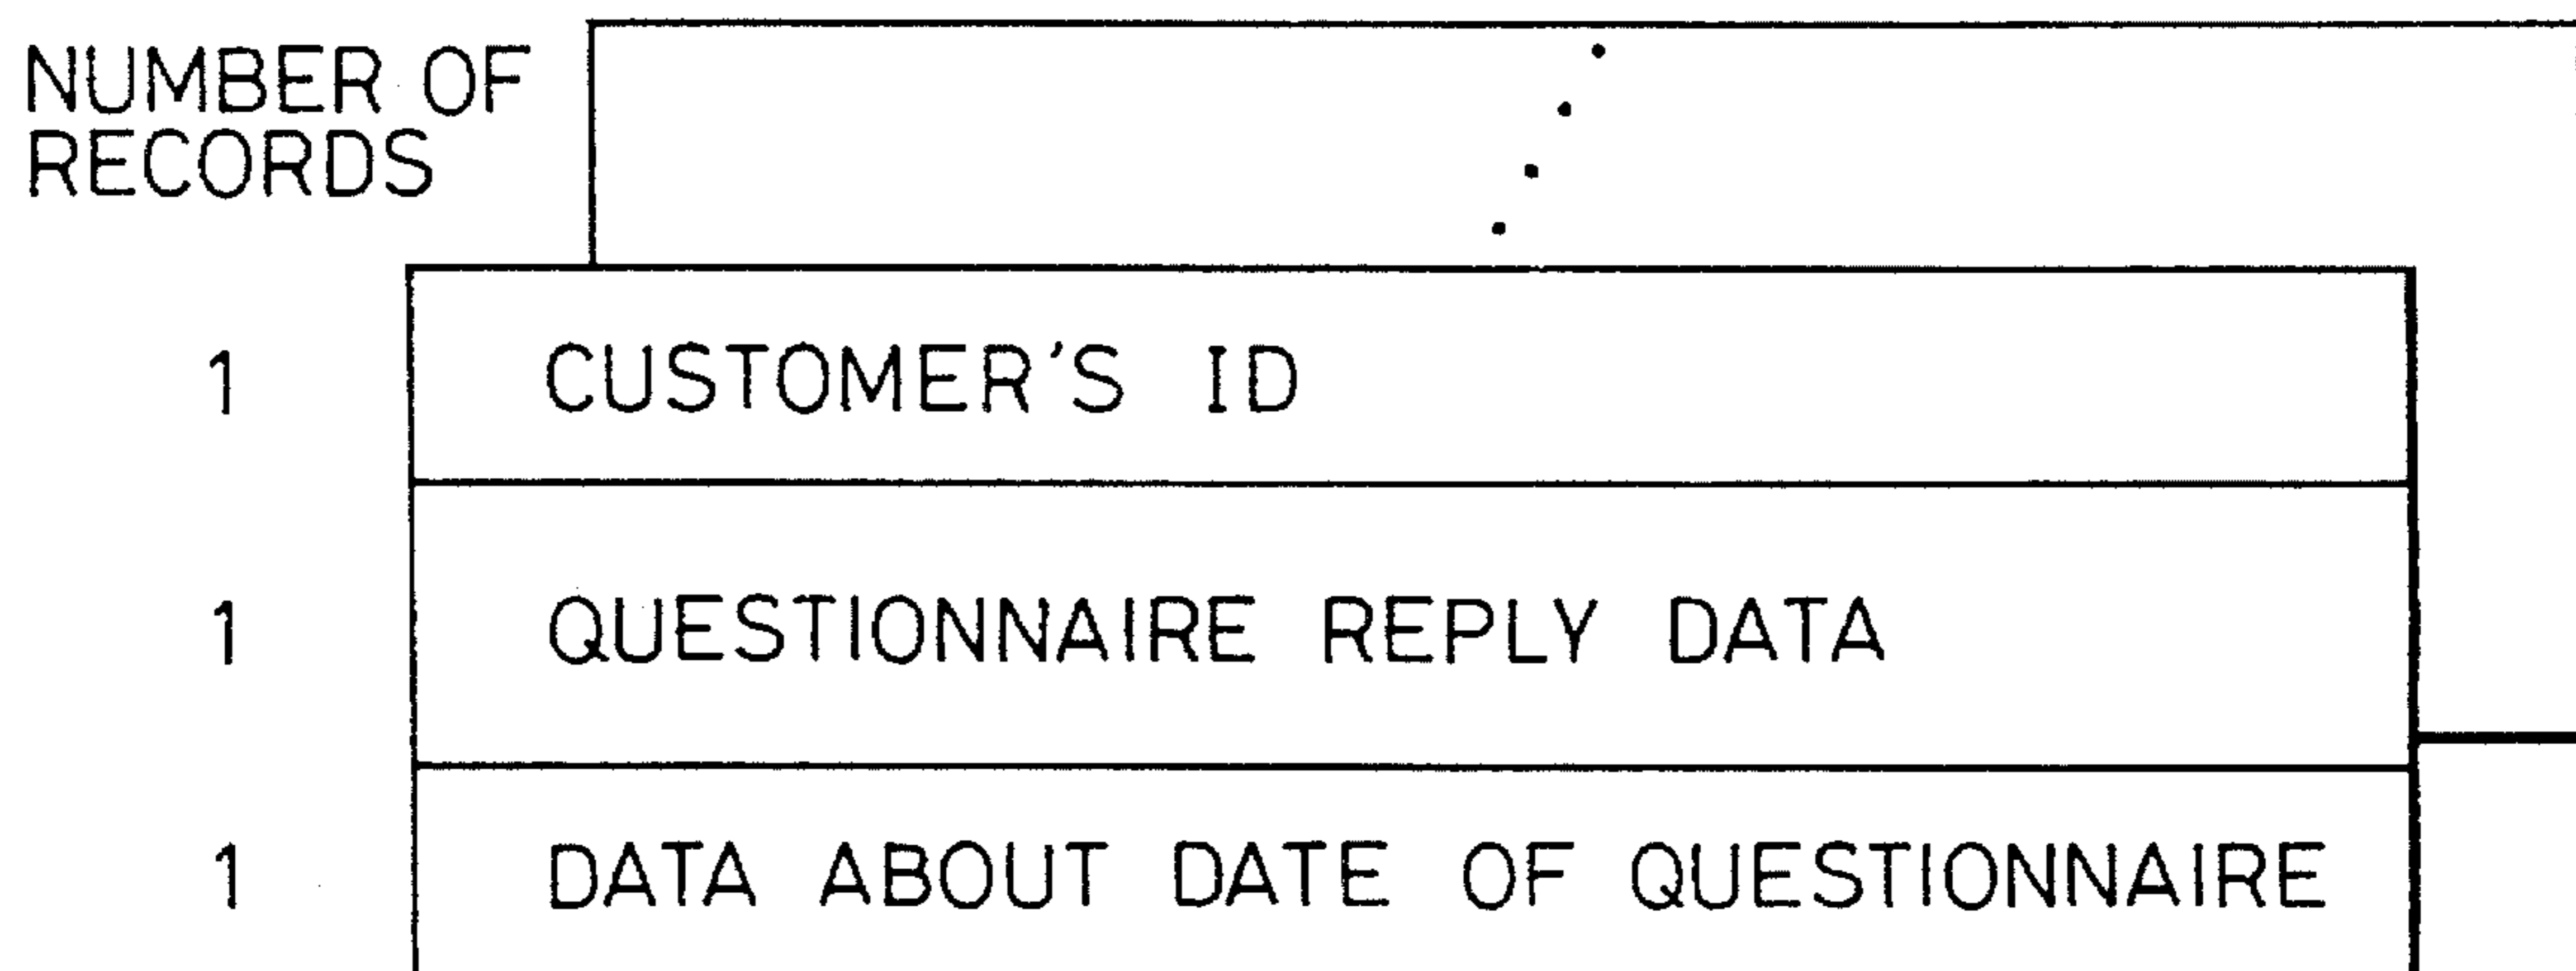 NUMBER OF
RECORDS
1 CUSTOMER'S ID
1 QUESTIONNAIRE REPLY DATA
1 DATA ABOUT DATE OF QUESTIONNAIRE